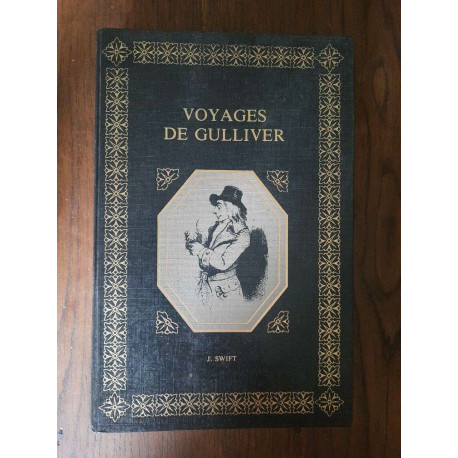 VOYAGES
DE GULLIVER
J. SWIFT